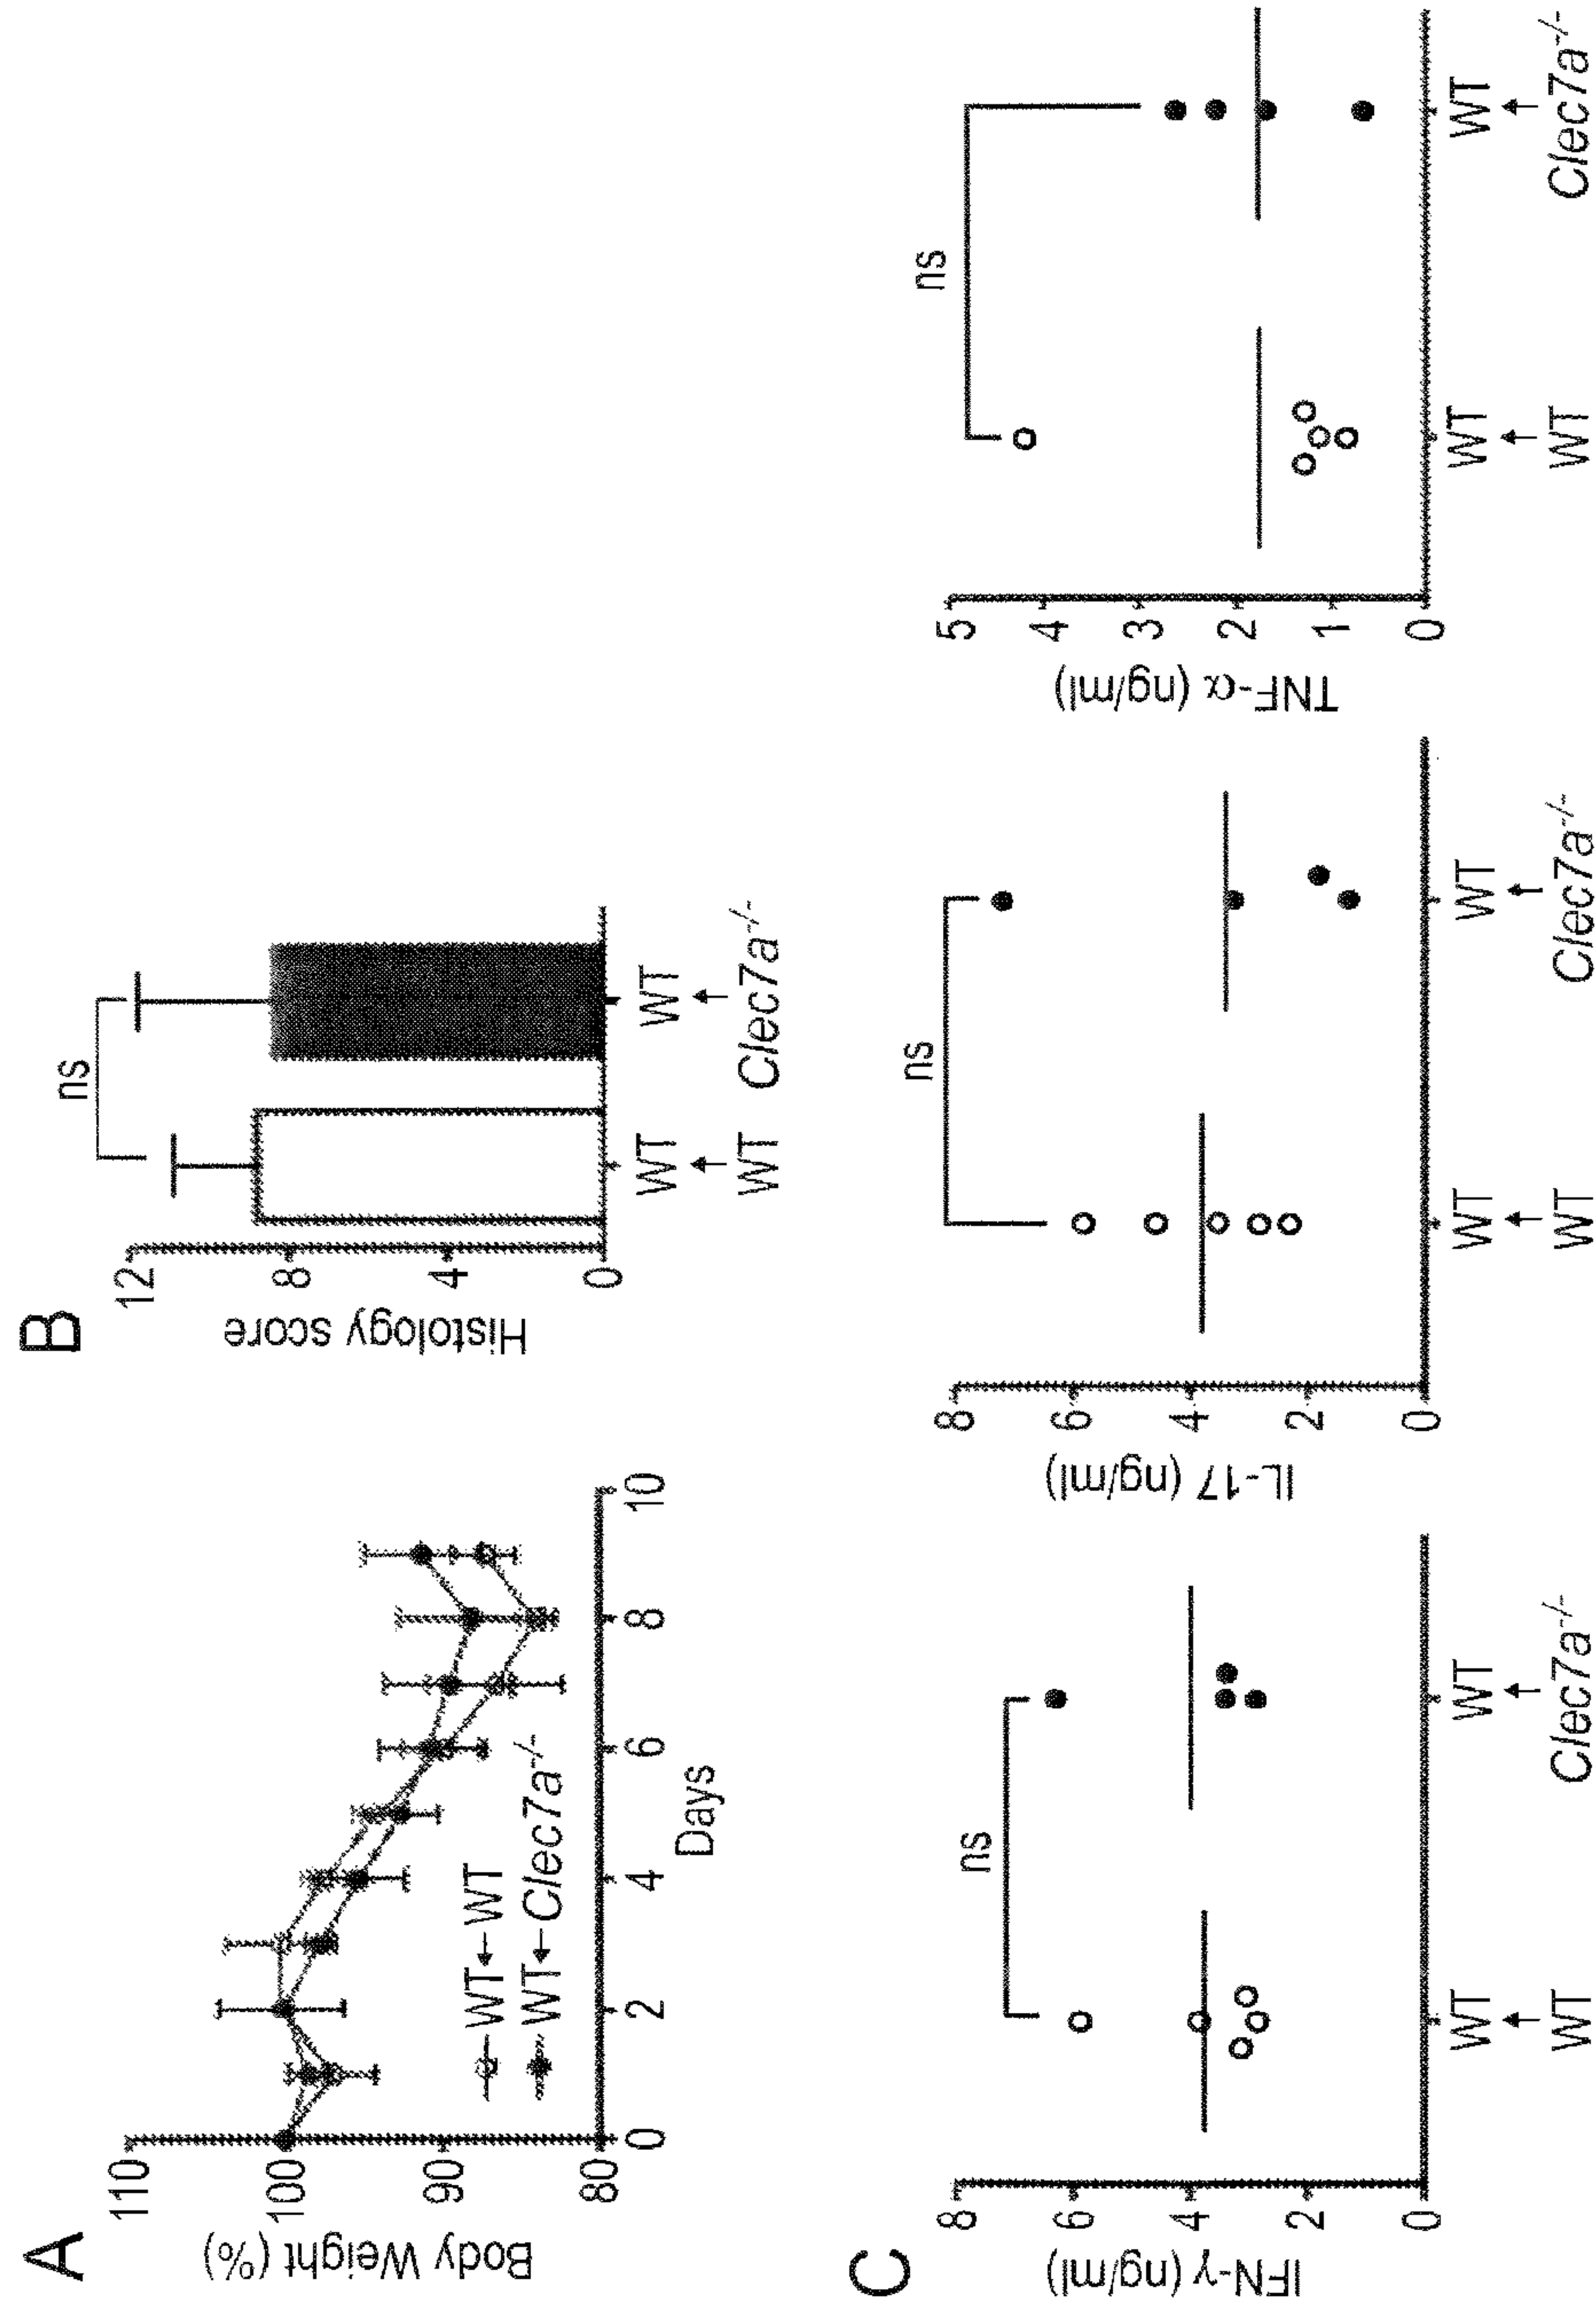 A
Body Weight (%)
110
100
90
80
0 2 4 6 8 10
Days
WT←WT
WT←Clec7a-/-
B
Histology score
12
8
4
0
ns
WT WT
↑ ↑
WT Clec7a-/-
C
IFN-γ (ng/ml)
8
6
4
2
0
ns
WT WT
↑ ↑
WT Clec7a-/-
IL-17 (ng/ml)
8
6
4
2
0
ns
WT WT
↑ ↑
WT Clec7a-/-
TNF-α (ng/ml)
5
4
3
2
1
0
ns
WT WT
↑ ↑
WT Clec7a-/-